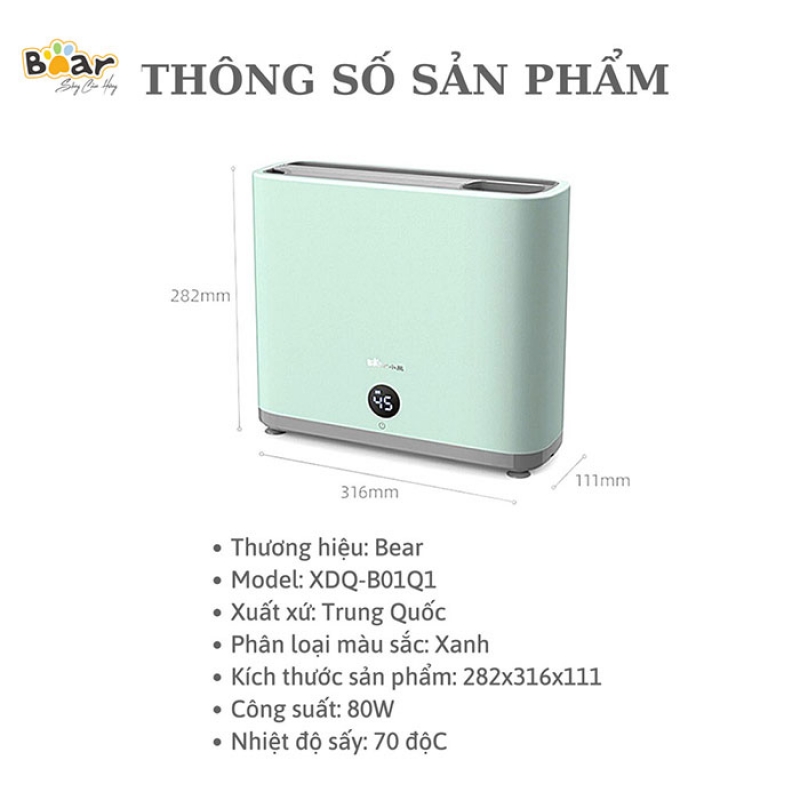 Bear
THÔNG SỐ SẢN PHẨM
282mm
Bear
45
316mm
111mm
• Thương hiệu: Bear
• Model: XDQ-B01Q1
• Xuất xứ: Trung Quốc
• Phân loại màu sắc: Xanh
• Kích thước sản phẩm: 282x316x111
• Công suất: 80W
• Nhiệt độ sấy: 70 độC